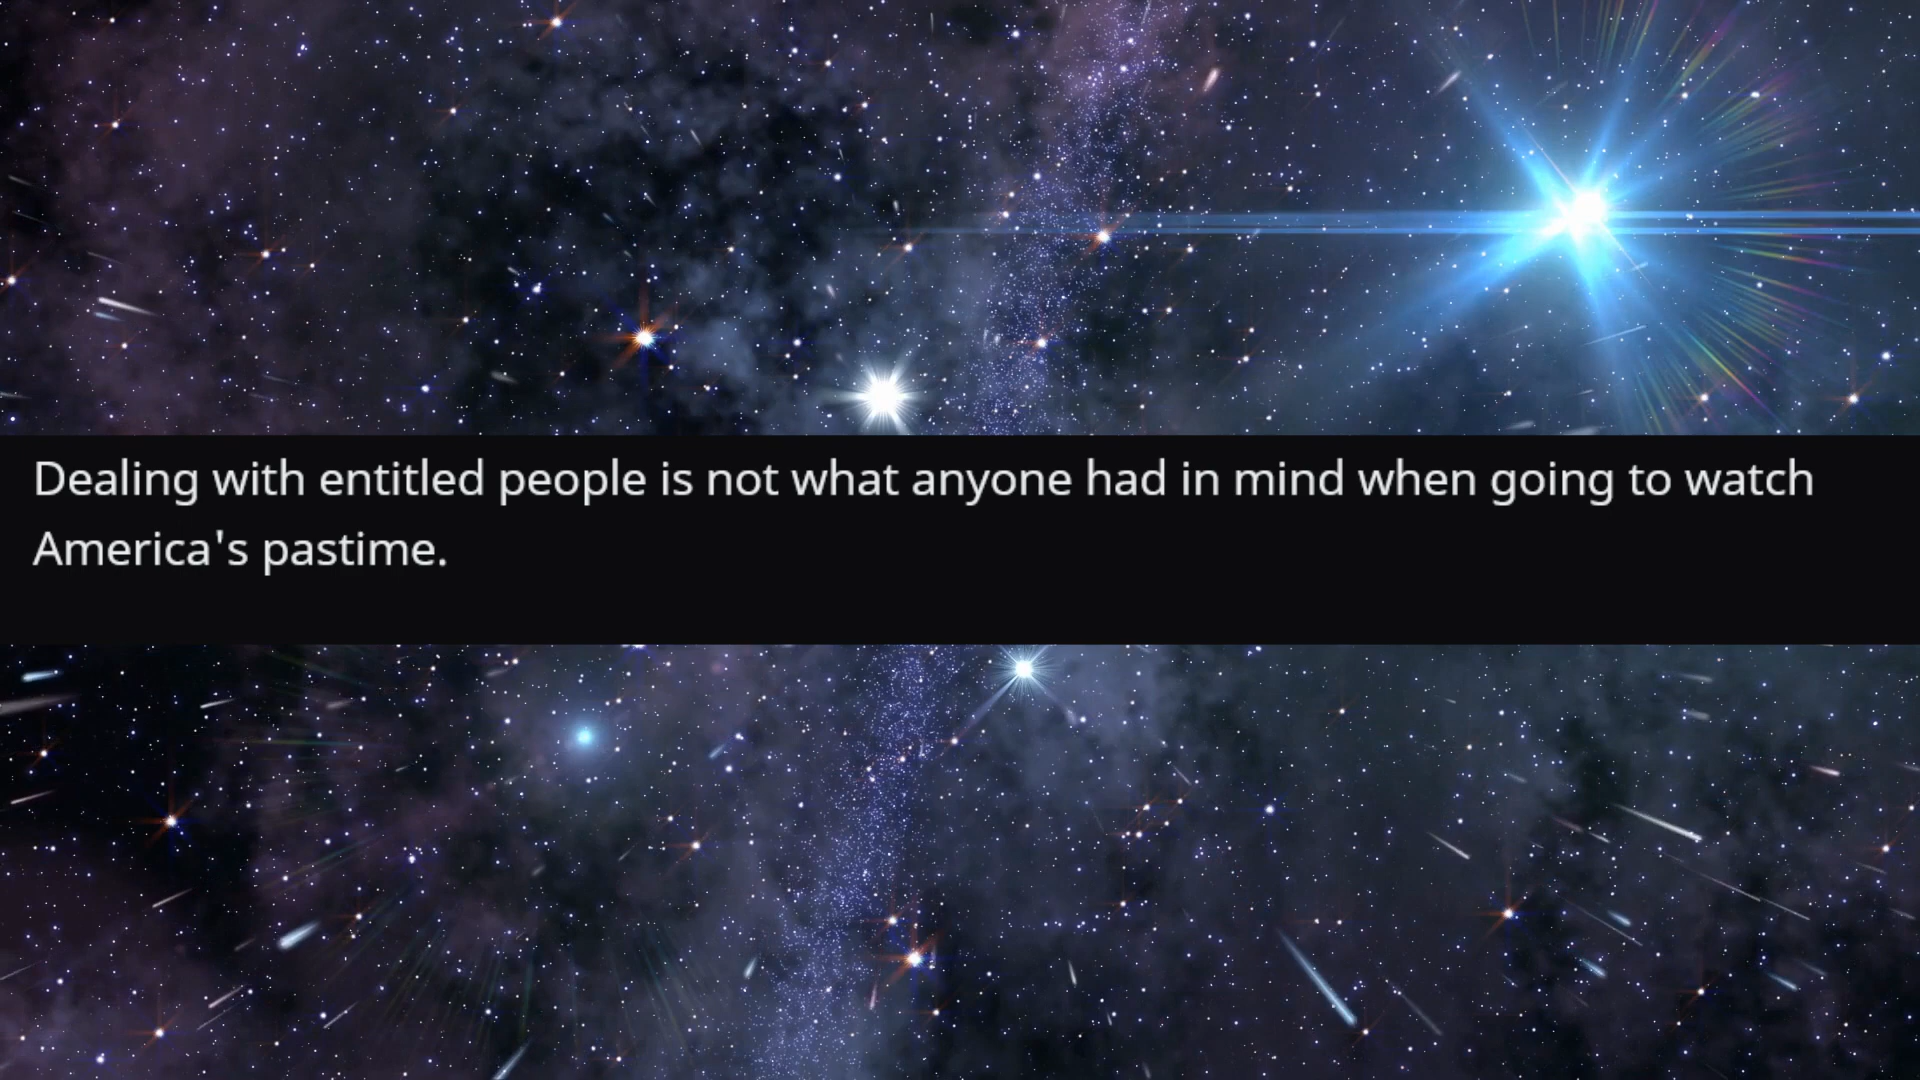 Dealing with entitled people is not what anyone had in mind when going to watch
America's pastime.